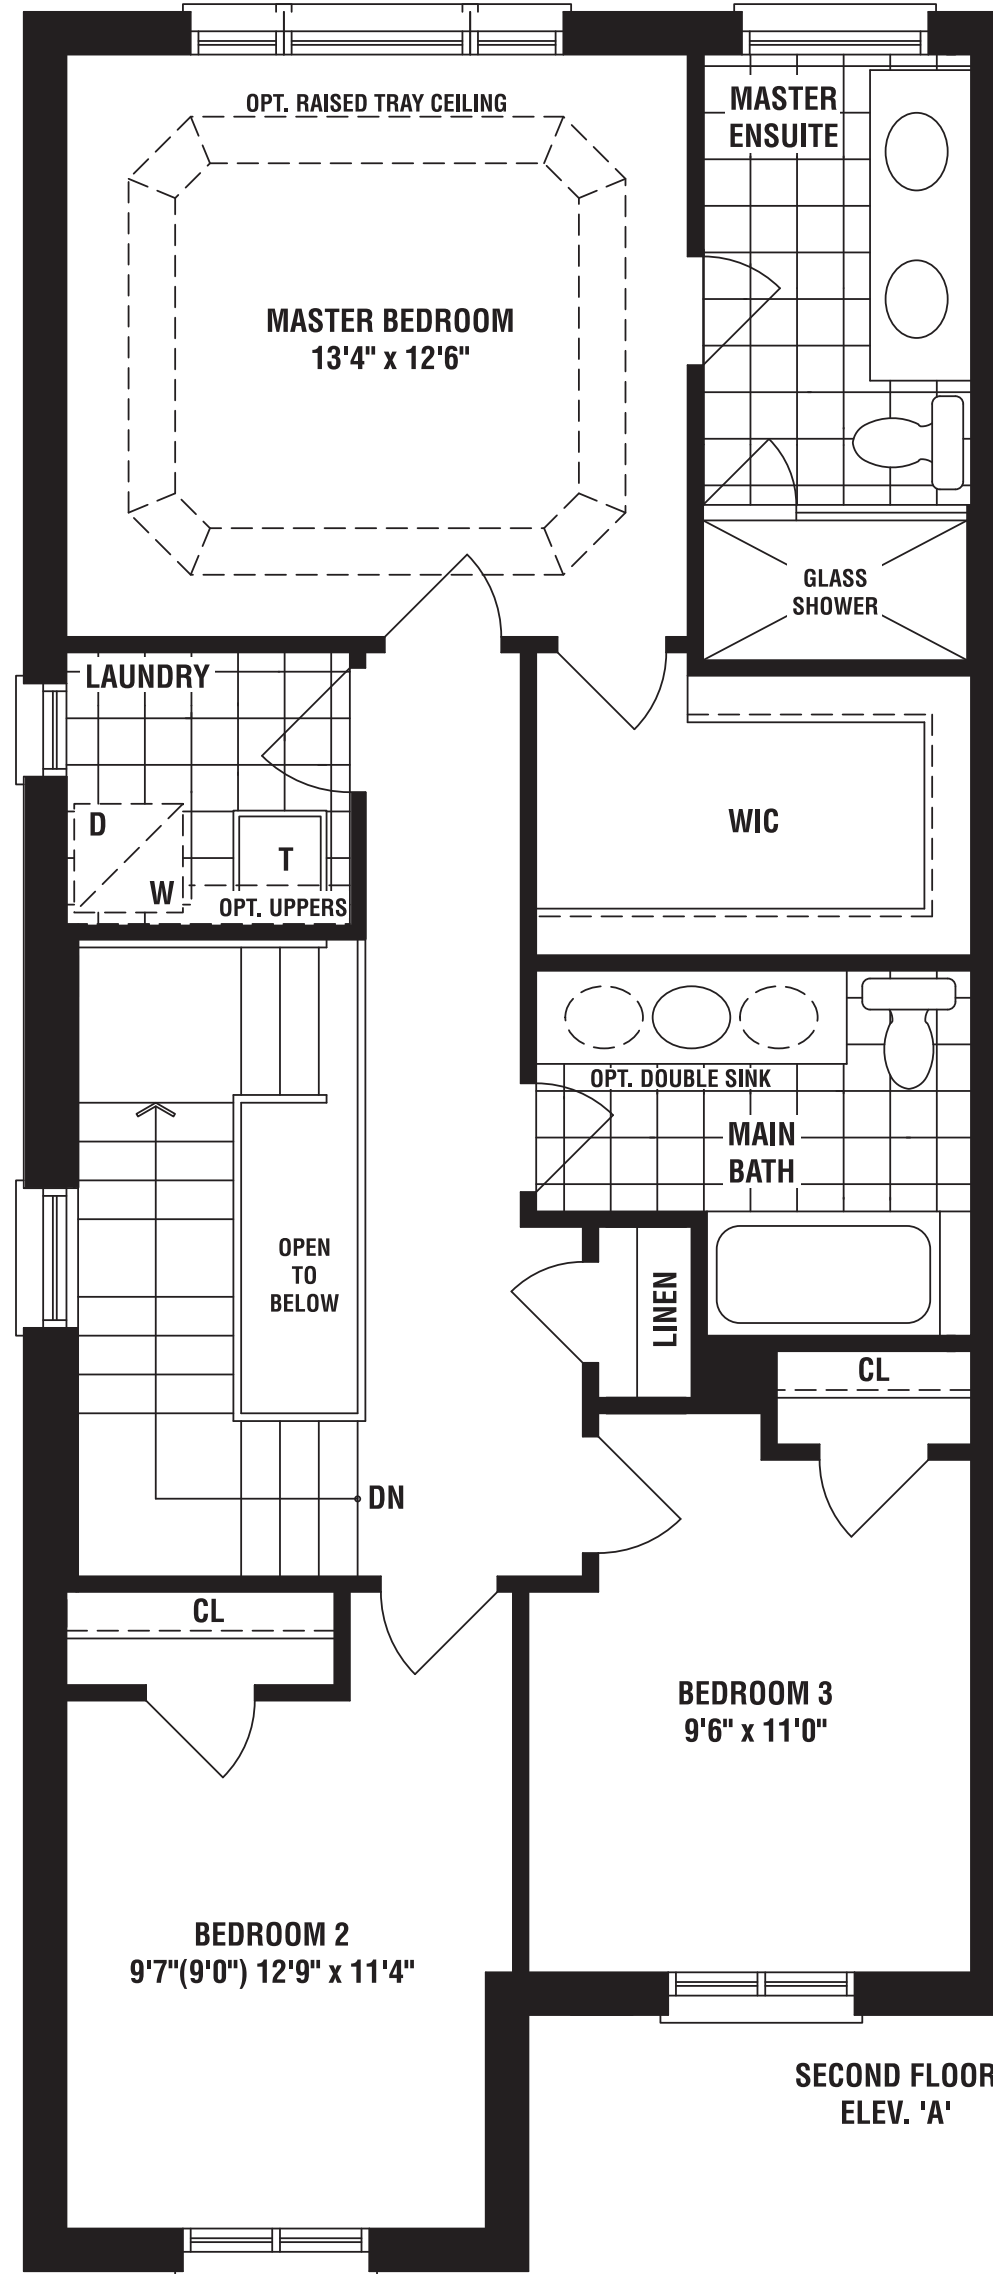 OPT. RAISED TRAY CEILING
MASTER
ENSUITE
MASTER BEDROOM
13'4" x 12'6"
GLASS
SHOWER
LAUNDRY
D
W
T
OPT. UPPERS
WIC
OPT. DOUBLE SINK
MAIN
BATH
OPEN
TO
BELOW
LINEN
CL
DN
CL
BEDROOM 3
9'6" x 11'0"
BEDROOM 2
9'7"(9'0") 12'9" x 11'4"
SECOND FLOOR
ELEV. 'A'